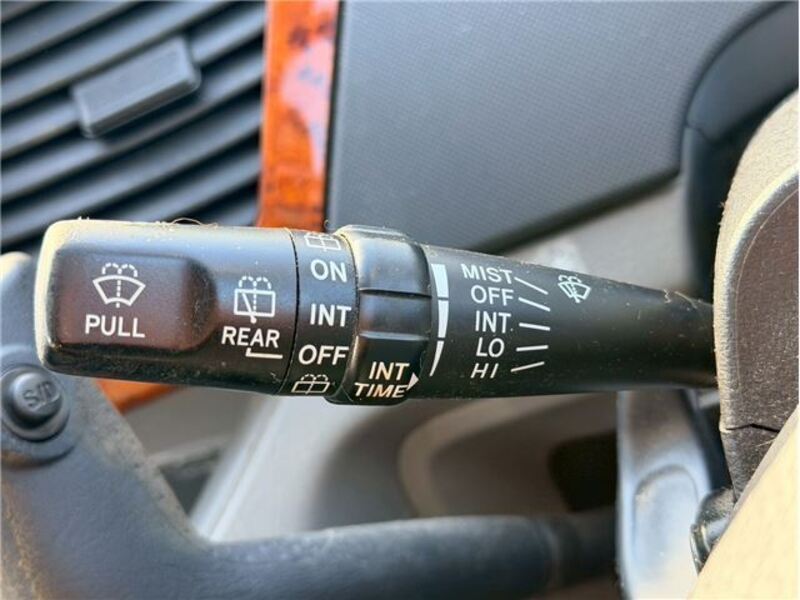 PULL
REAR
ON
INT
OFF
INT
TIME
MIST
OFF
INT
LO
HI